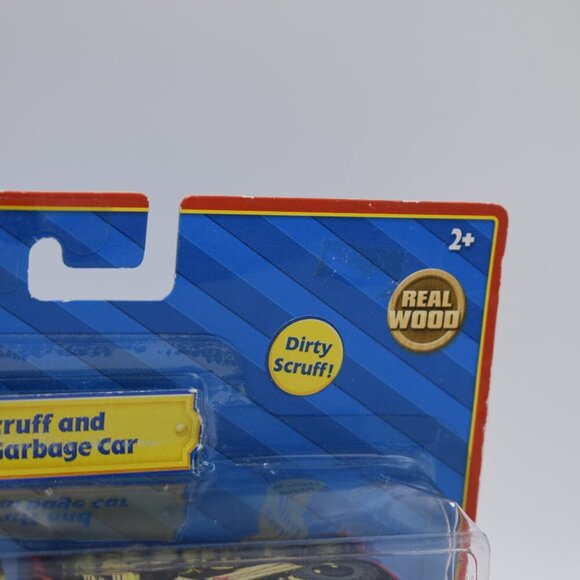 2+
REAL
WOOD
Dirty
Scruff!
cruff and
Garbage Car